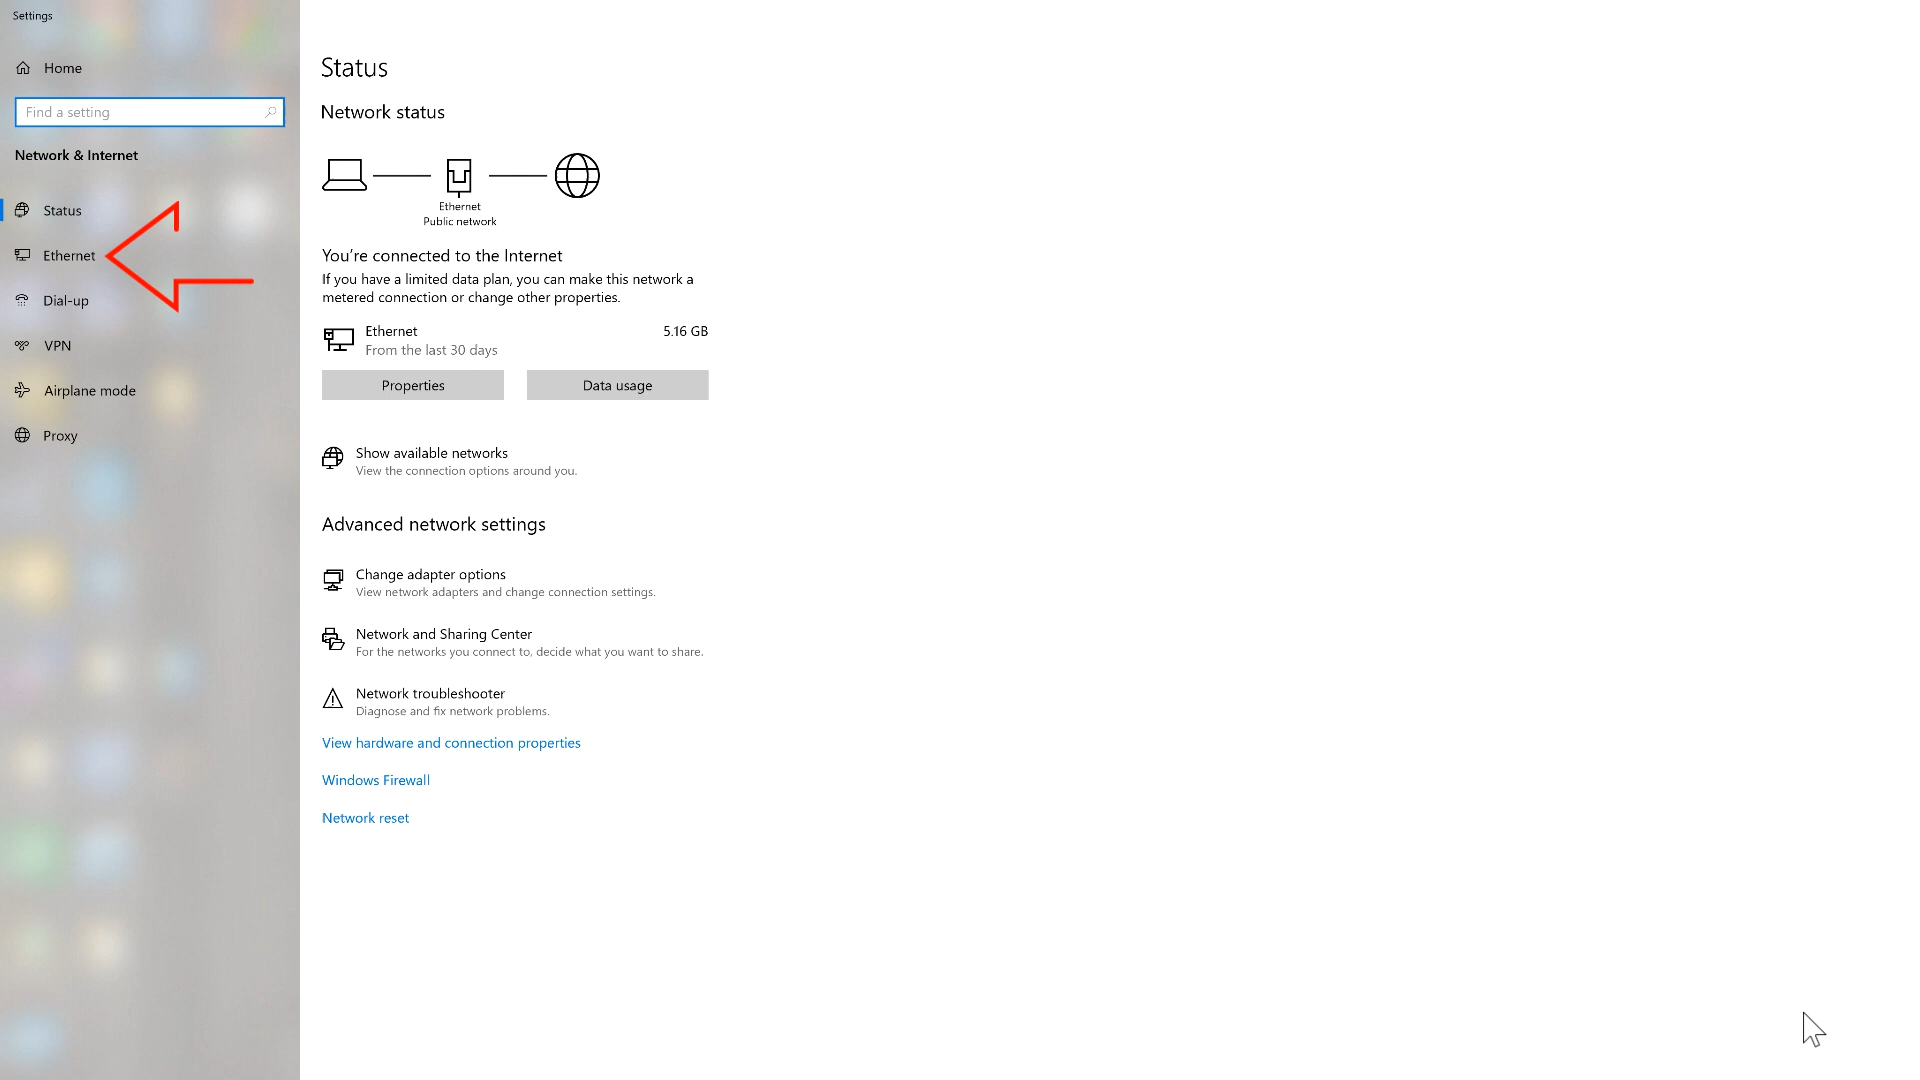 Settings
Home
Find a setting
Network & Internet
Status
Ethernet
Dial-up
VPN
Airplane mode
Proxy
Status
Network status
Ethernet
Public network
You're connected to the Internet
If you have a limited data plan, you can make this network a
metered connection or change other properties.
Ethernet 5.16 GB
From the last 30 days
Properties Data usage
Show available networks
View the connection options around you.
Advanced network settings
Change adapter options
View network adapters and change connection settings.
Network and Sharing Center
For the networks you connect to, decide what you want to share.
Network troubleshooter
Diagnose and fix network problems.
View hardware and connection properties
Windows Firewall
Network reset